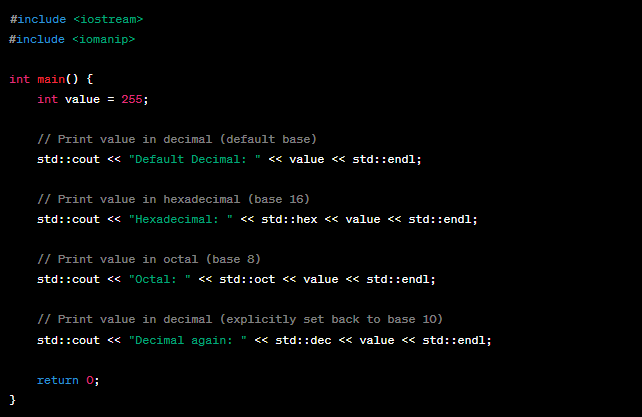 #include <iostream>
#include <iomanip>
int main() {
int value = 255;
// Print value in decimal (default base)
std::cout << "Default Decimal: " << value << std::endl;
// Print value in hexadecimal (base 16)
std::cout << "Hexadecimal: " << std::hex << value << std::endl;
// Print value in octal (base 8)
std::cout << "Octal: " << std::oct << value << std::endl;
// Print value in decimal (explicitly set back to base 10)
std::cout << "Decimal again: " << std::dec << value << std::endl;
return 0;
}